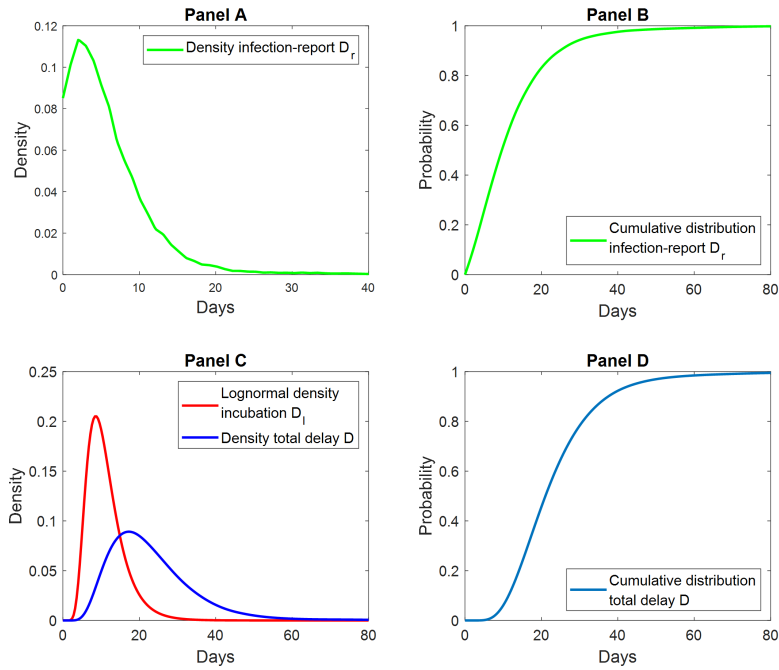 Panel A
0.12
0.1
0.08
0.06
0.04
0.02
0
Density
0
10
20
30
40
Days
Density infection-report D_r
Panel B
1
0.8
0.6
0.4
0.2
0
Probability
0
20
40
60
80
Days
Cumulative distribution
infection-report D_r
Panel C
0.25
0.2
0.15
0.1
0.05
0
Density
0
20
40
60
80
Days
Lognormal density
incubation D_I
Density total delay D
Panel D
1
0.8
0.6
0.4
0.2
0
Probability
0
20
40
60
80
Days
Cumulative distribution
total delay D